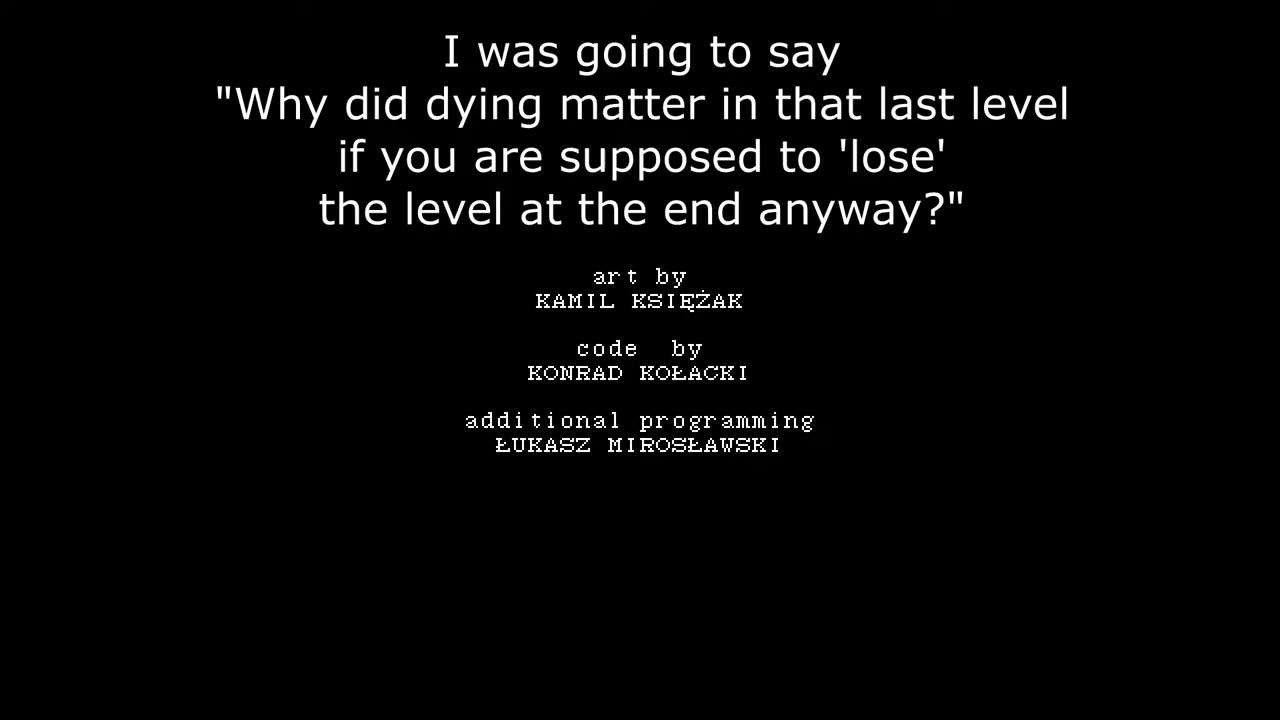 I was going to say
"Why did dying matter in that last level
if you are supposed to 'lose'
the level at the end anyway?"
art by
KAMIL KSIĘŻAK
code by
KONRAD KOŁACKI
additional programming
ŁUKASZ MIROSŁAWSKI